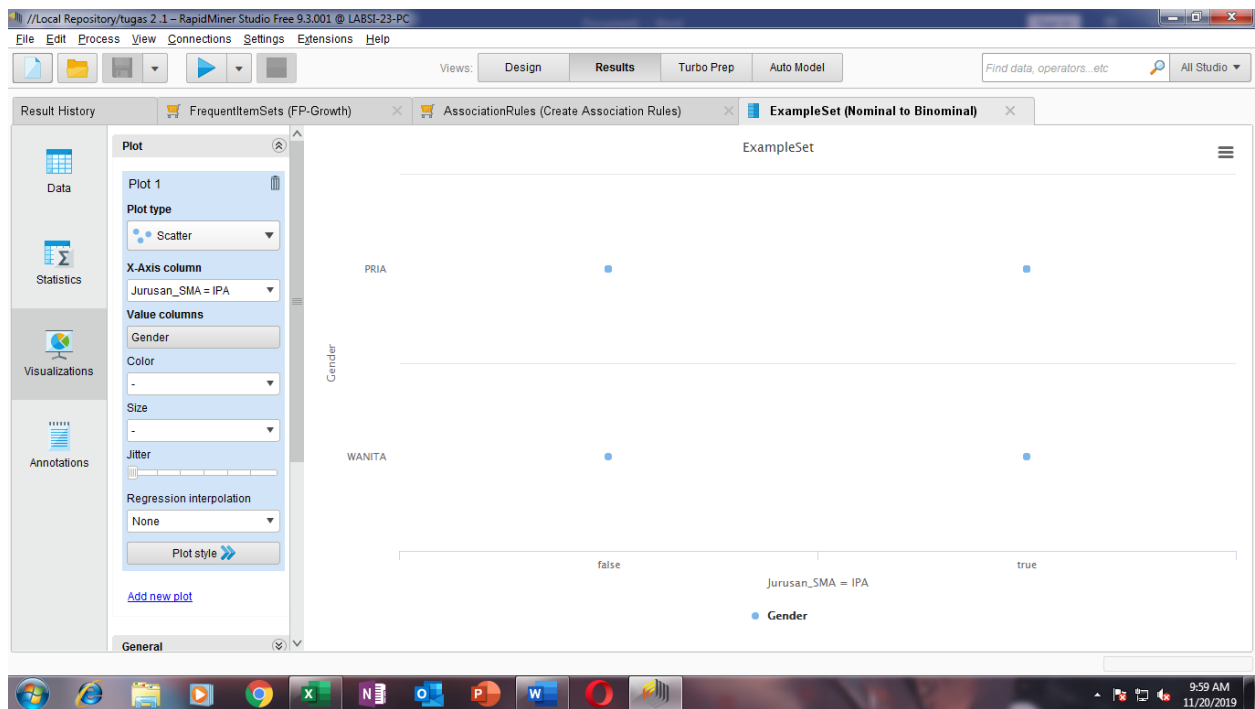 //Local Repository/tugas 2 .1 – RapidMiner Studio Free 9.3.001 @ LABSI-23-PC
File Edit Process View Connections Settings Extensions Help
Views: Design Results Turbo Prep Auto Model Find data, operators...etc All Studio
Result History FrequentItemSets (FP-Growth) AssociationRules (Create Association Rules) ExampleSet (Nominal to Binominal)
Data
Statistics
Visualizations
Annotations
Plot
Plot 1
Plot type
Scatter
X-Axis column
Jurusan_SMA = IPA
Value columns
Gender
Color
-
Size
-
Jitter
Regression interpolation
None
Plot style
Add new plot
General
ExampleSet
PRIA
Gender
WANITA
false true
Jurusan_SMA = IPA
Gender
9:59 AM
11/20/2019